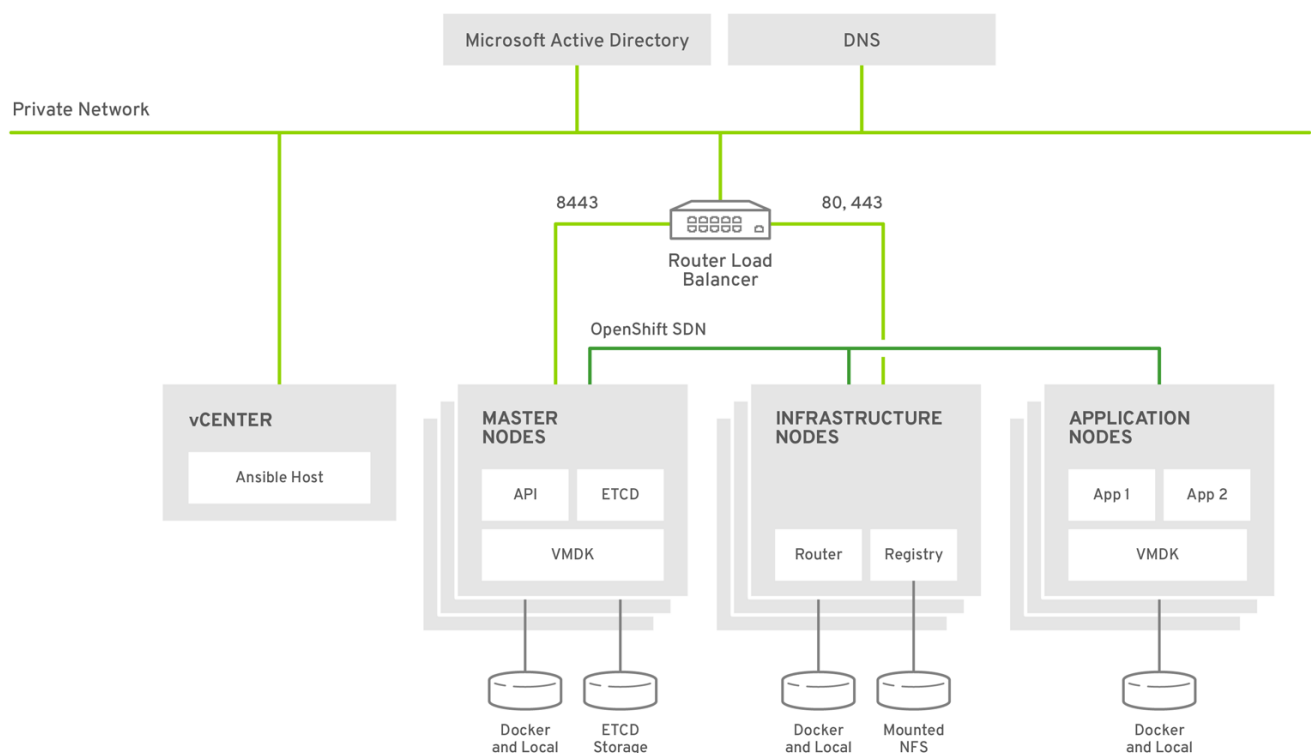 Microsoft Active Directory
DNS
Private Network
8443
80, 443
Router Load
Balancer
OpenShift SDN
vCENTER
Ansible Host
MASTER
NODES
API
ETCD
VMDK
INFRASTRUCTURE
NODES
Router
Registry
APPLICATION
NODES
App 1
App 2
VMDK
Docker
and Local
ETCD
Storage
Docker
and Local
Mounted
NFS
Docker
and Local